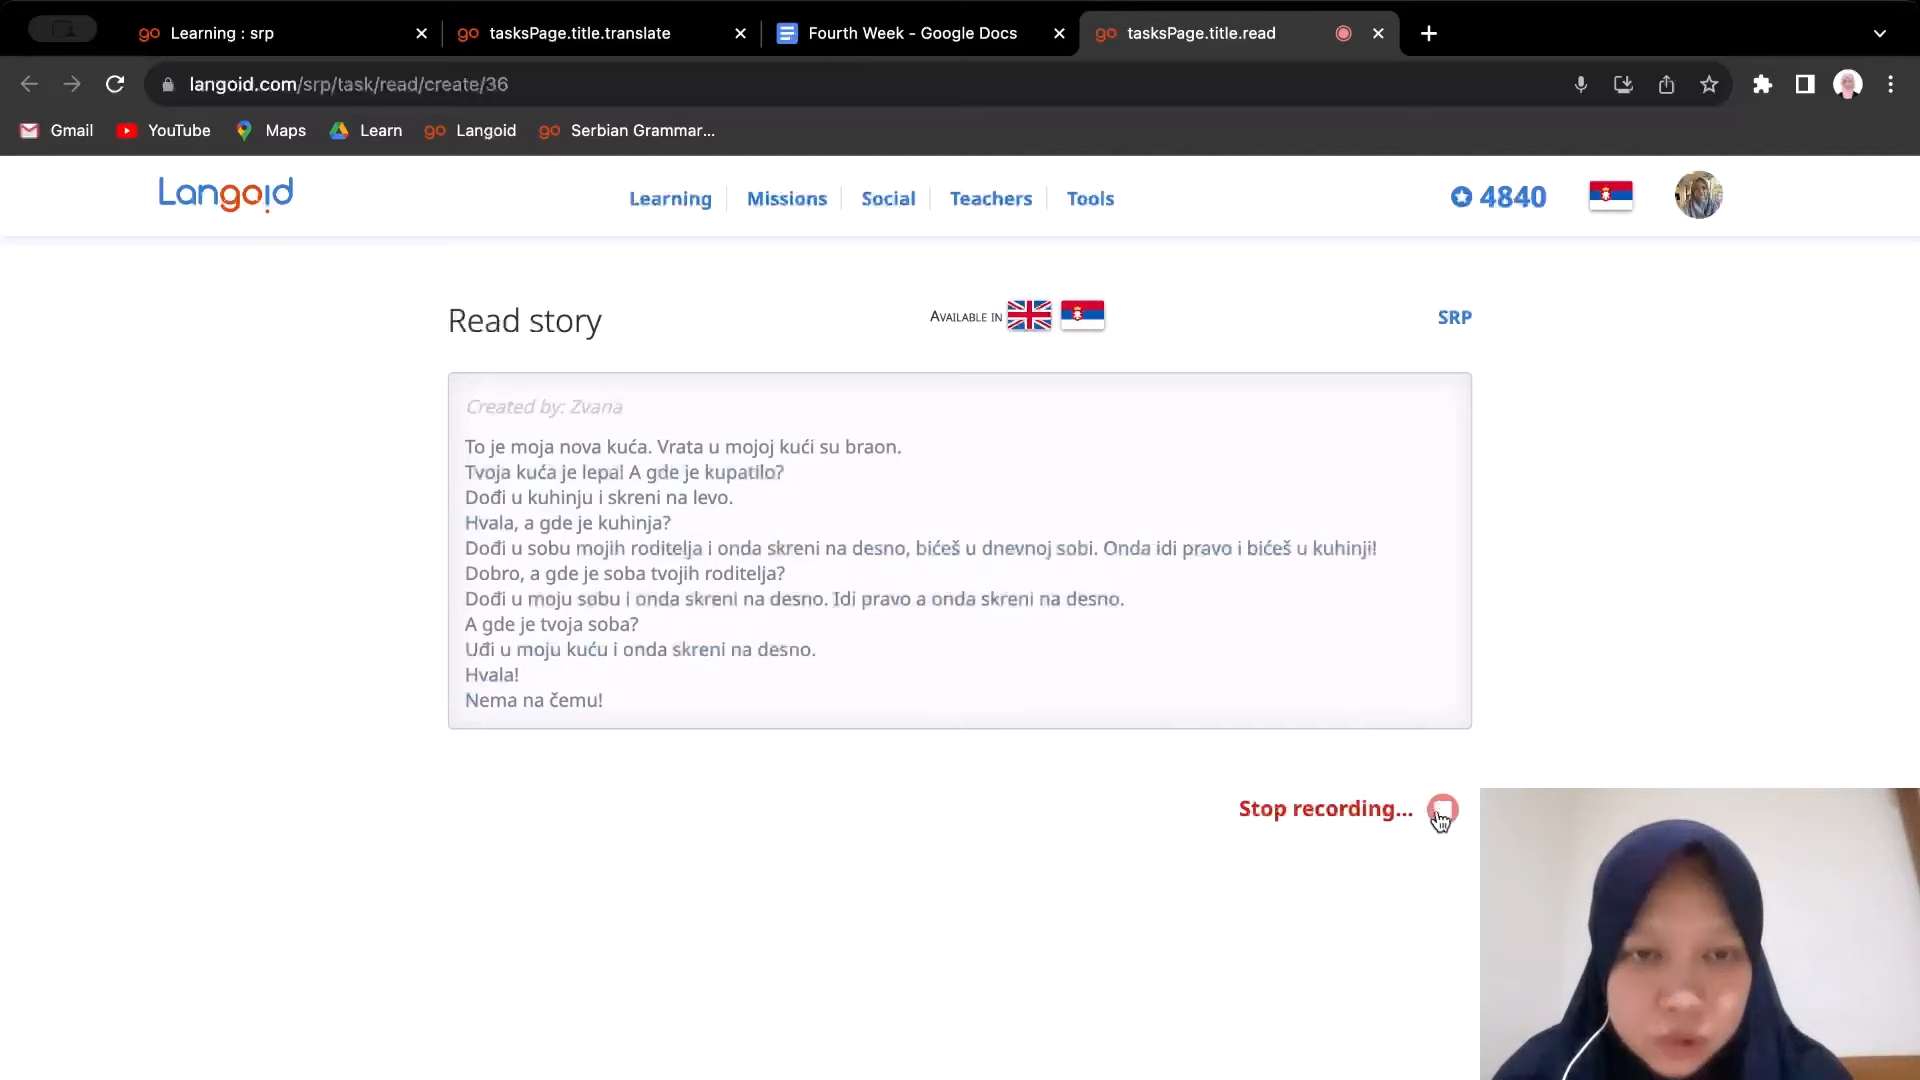 Learning : srp
tasksPage.title.translate
Fourth Week - Google Docs
tasksPage.title.read
langoid.com/srp/task/read/create/36
Gmail YouTube Maps Learn Langoid Serbian Grammar...
Langoid
Learning Missions Social Teachers Tools
4840
Read story
AVAILABLE IN
SRP
Created by: Zvana
To je moja nova kuća. Vrata u mojoj kući su braon.
Tvoja kuća je lepa! A gde je kupatilo?
Dođi u kuhinju i skreni na levo.
Hvala, a gde je kuhinja?
Dođi u sobu mojih roditelja i onda skreni na desno, bićeš u dnevnoj sobi. Onda idi pravo i bićeš u kuhinji!
Dobro, a gde je soba tvojih roditelja?
Dođi u moju sobu i onda skreni na desno. Idi pravo a onda skreni na desno.
A gde je tvoja soba?
Uđi u moju kuću i onda skreni na desno.
Hvala!
Nema na čemu!
Stop recording...